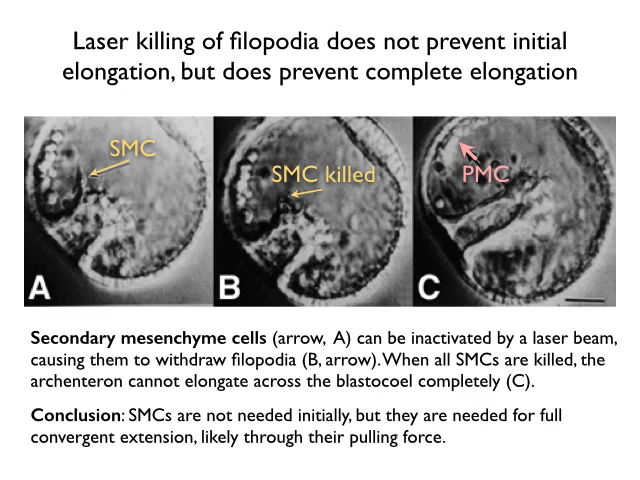 Laser killing of filopodia does not prevent initial
elongation, but does prevent complete elongation
SMC
SMC killed
PMC
A
B
C
Secondary mesenchyme cells (arrow, A) can be inactivated by a laser beam,
causing them to withdraw filopodia (B, arrow). When all SMCs are killed, the
archenteron cannot elongate across the blastocoel completely (C).
Conclusion: SMCs are not needed initially, but they are needed for full
convergent extension, likely through their pulling force.